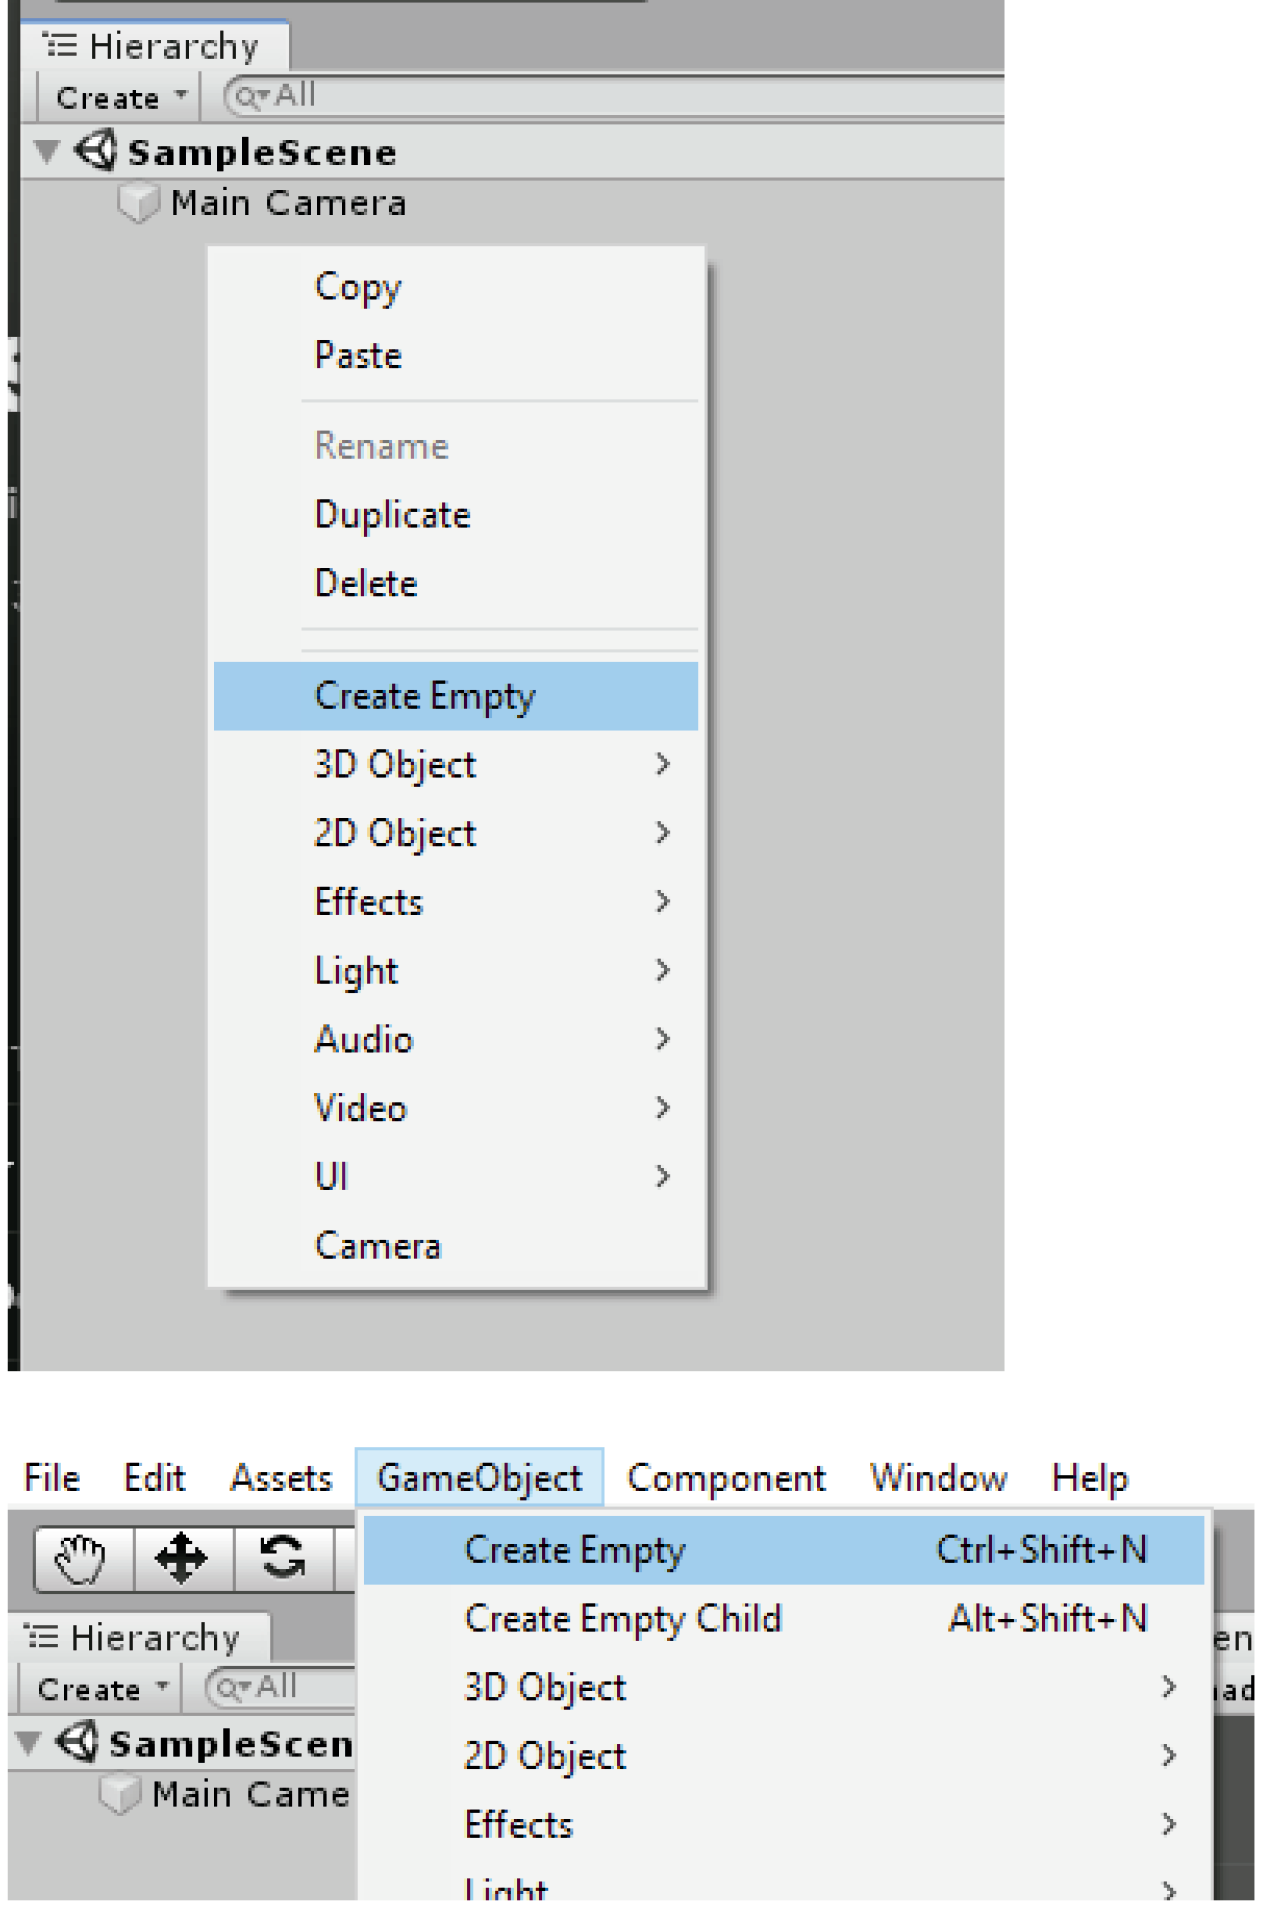 Hierarchy
Create All
SampleScene
Main Camera
Copy
Paste
Rename
Duplicate
Delete
Create Empty
3D Object
2D Object
Effects
Light
Audio
Video
UI
Camera
File Edit Assets GameObject Component Window Help
Create Empty Ctrl+Shift+N
Hierarchy
Create Empty Child Alt+Shift+N
Create All
3D Object
SampleScen
2D Object
Main Came
Effects
Light